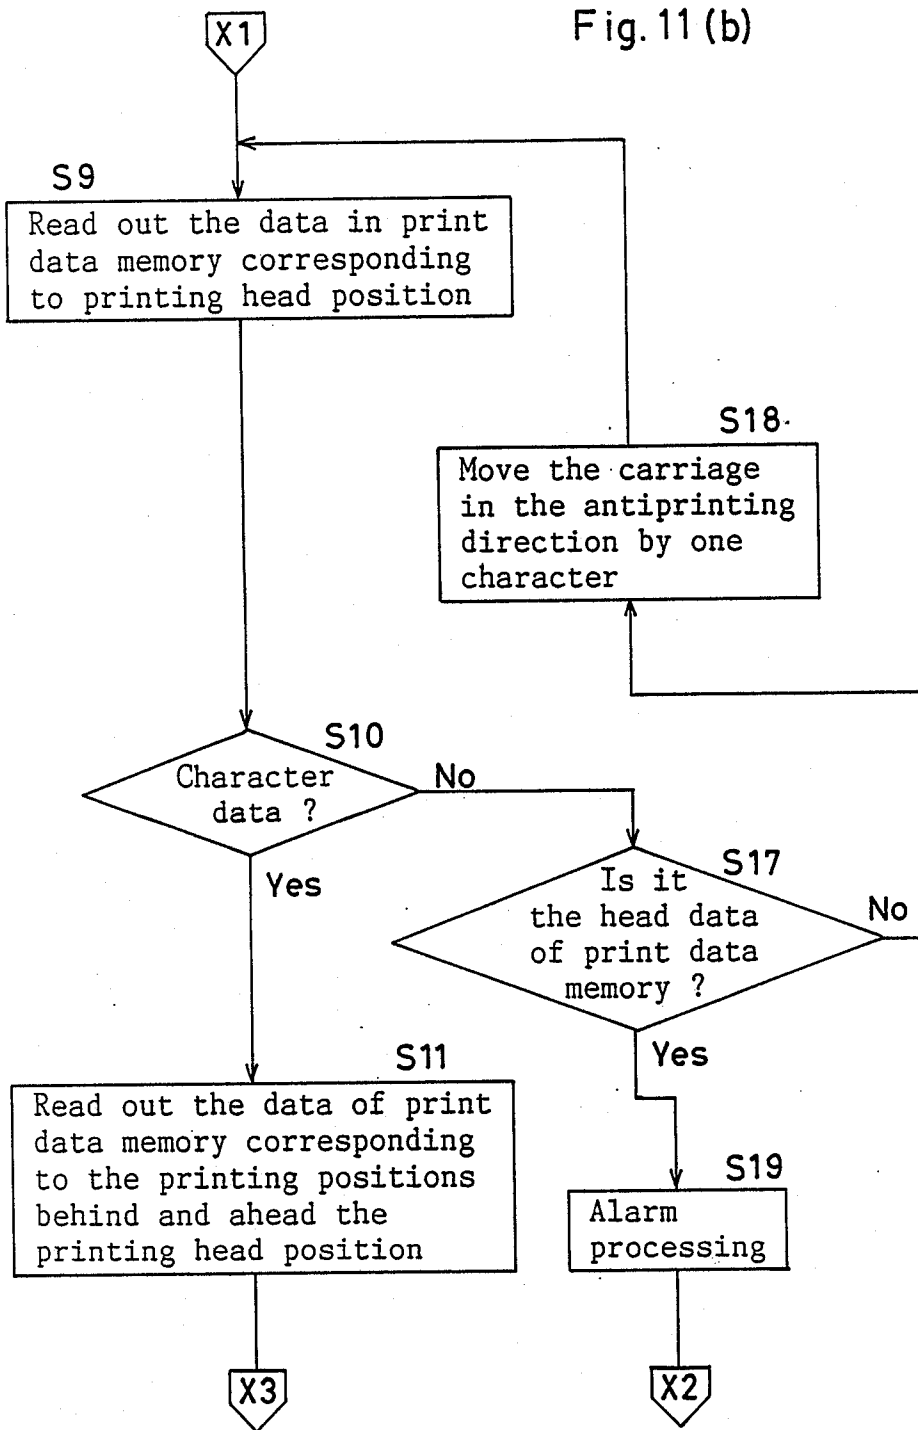 X1
Fig. 11 (b)
S9
Read out the data in print
data memory corresponding
to printing head position
S18
Move the carriage
in the antiprinting
direction by one
character
S10
Character
data ?
No
Yes
S17
Is it
the head data
of print data
memory ?
No
Yes
S11
Read out the data of print
data memory corresponding
to the printing positions
behind and ahead the
printing head position
S19
Alarm
processing
X3
X2